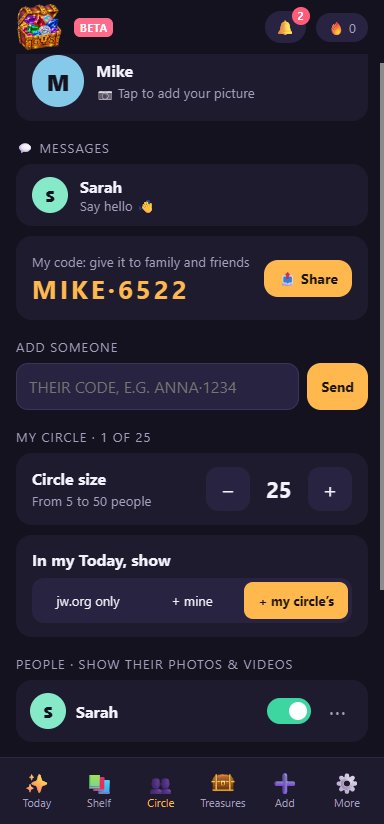 BETA
2
0
M
Mike
Tap to add your picture
MESSAGES
S
Sarah
Say hello
My code: give it to family and friends
MIKE·6522
Share
ADD SOMEONE
THEIR CODE, E.G. ANNA·1234
Send
MY CIRCLE · 1 OF 25
Circle size
From 5 to 50 people
− 25 +
In my Today, show
jw.org only
+ mine
+ my circle’s
PEOPLE · SHOW THEIR PHOTOS & VIDEOS
S
Sarah
...
Today
Shelf
Circle
Treasures
Add
More